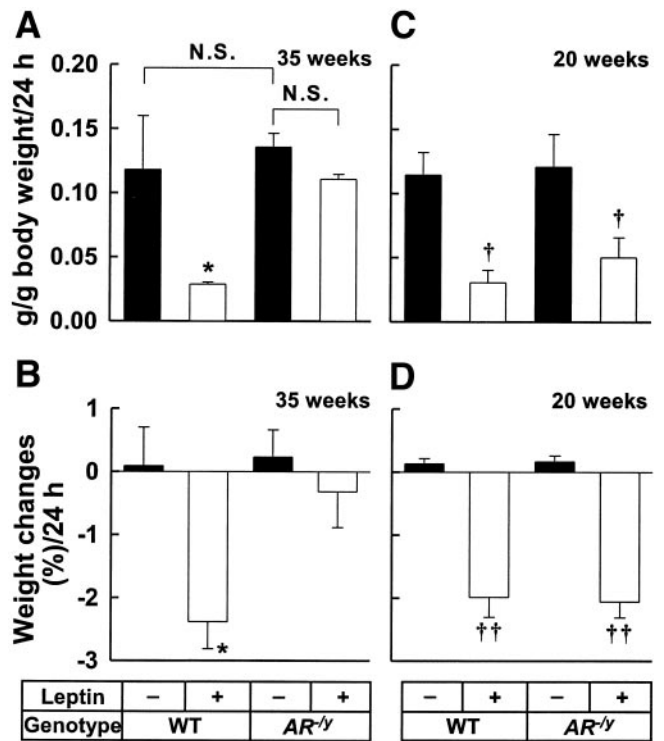 A
C
N.S.
35 weeks
20 weeks
N.S.
g/g body weight/24 h
0.20
0.15
0.10
0.05
0.00
*
†
†
B
D
35 weeks
20 weeks
Weight changes
(%)/24 h
1
0
-1
-2
-3
*
††
††
Leptin – + – + – + – +
Genotype WT AR-/y WT AR-/y